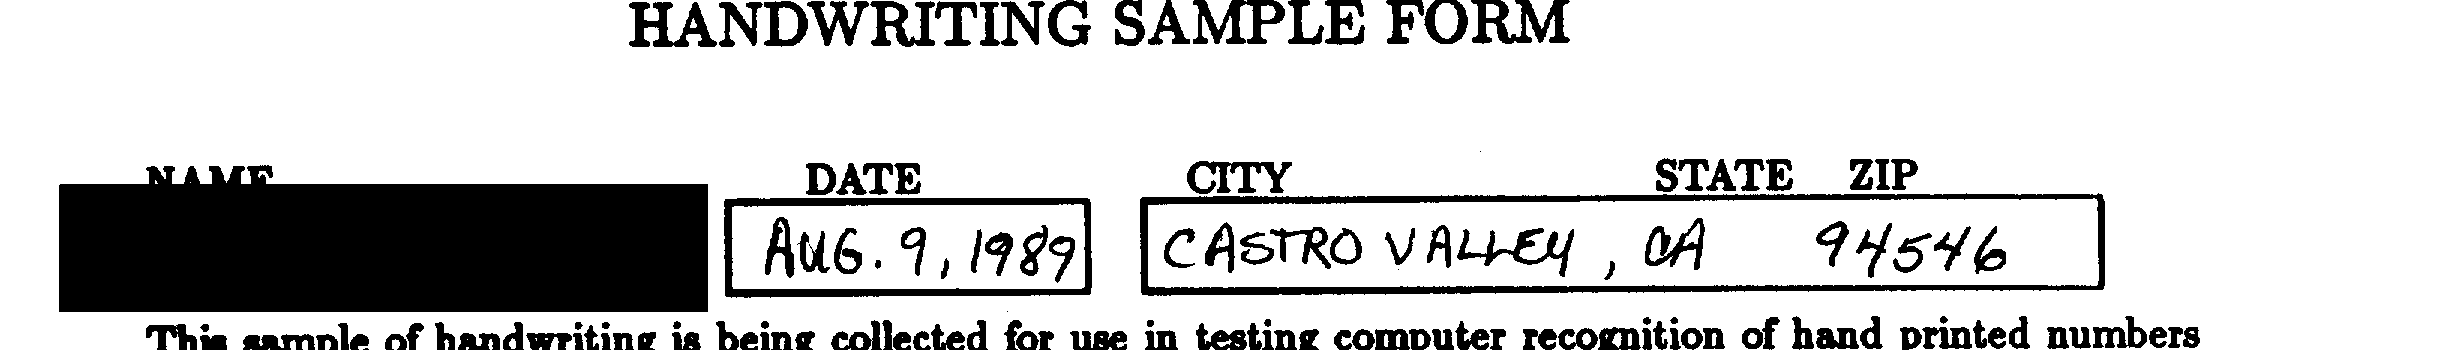 HANDWRITING SAMPLE FORM
NAME DATE CITY STATE ZIP
AUG. 9, 1989 CASTRO VALLEY, CA 94546
This sample of handwriting is being collected for use in testing computer recognition of hand printed numbers